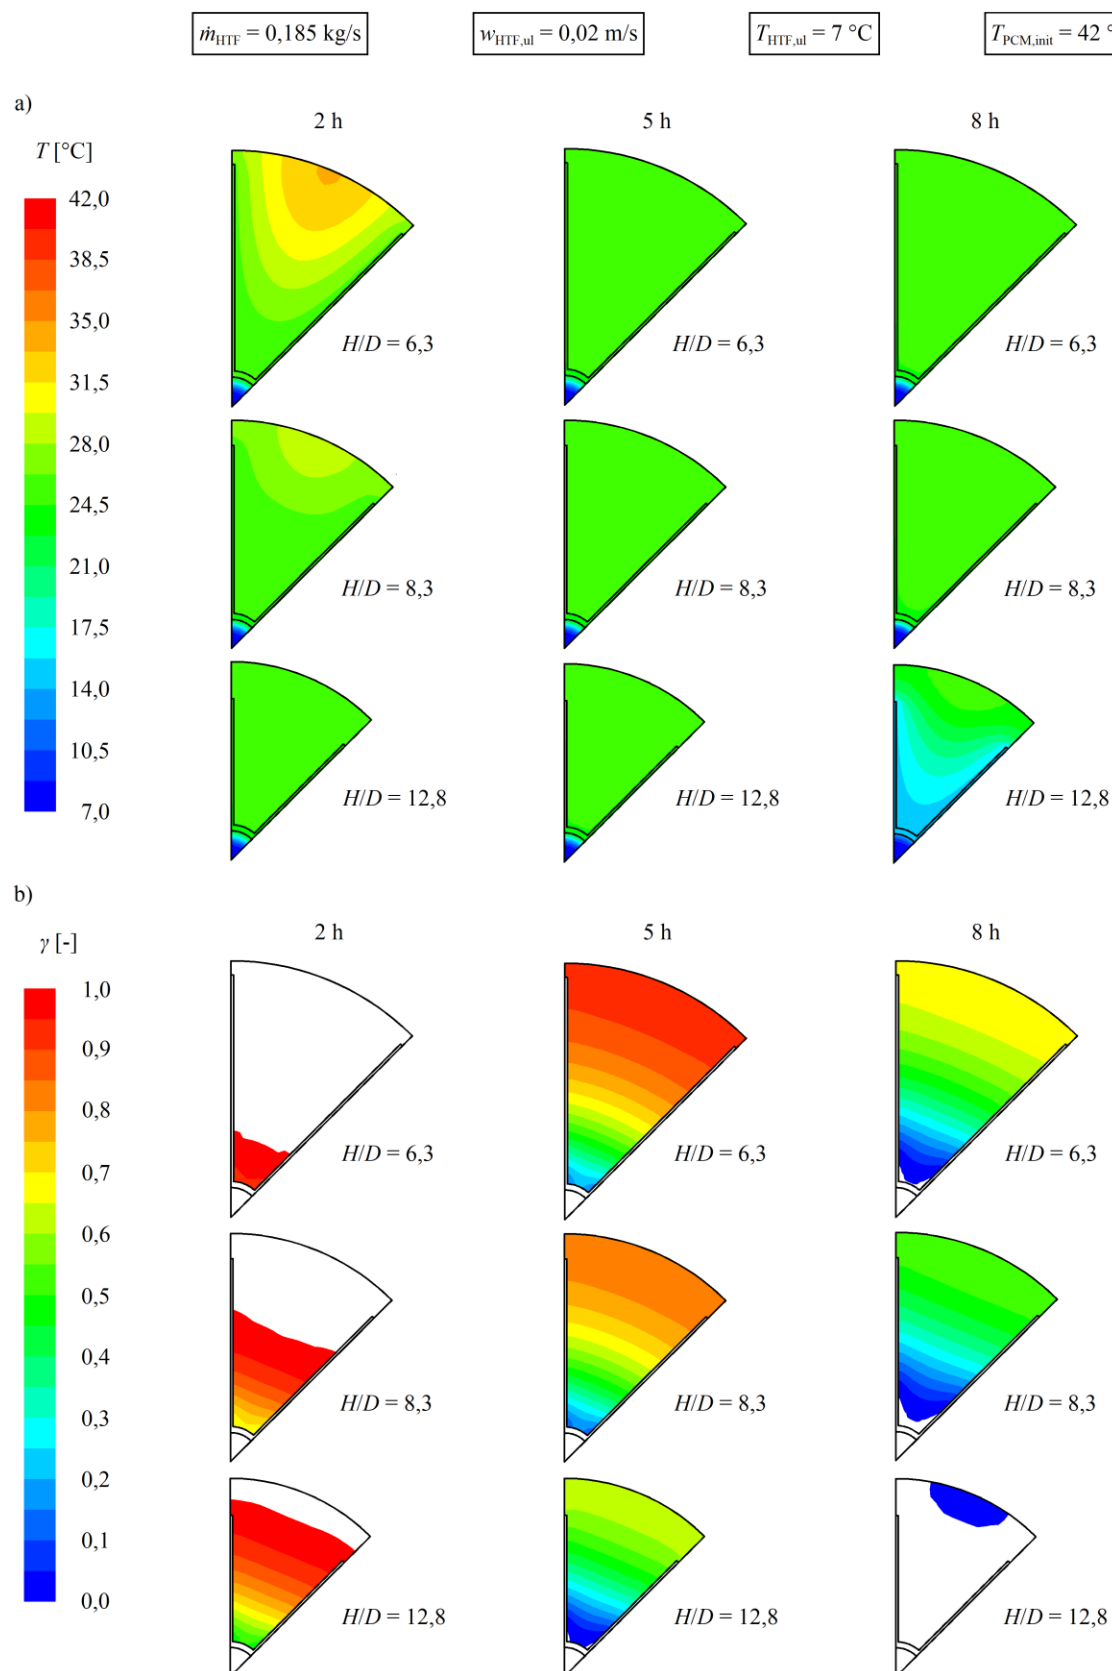 ṁHTF = 0,185 kg/s wHTF,ul = 0,02 m/s THTF,ul = 7 °C TPCM,init = 42 °
a)
2 h 5 h 8 h
T [°C]
42,0
38,5
35,0
31,5
28,0
24,5
21,0
17,5
14,0
10,5
7,0
H/D = 6,3 H/D = 6,3 H/D = 6,3
H/D = 8,3 H/D = 8,3 H/D = 8,3
H/D = 12,8 H/D = 12,8 H/D = 12,8
b)
2 h 5 h 8 h
γ [-]
1,0
0,9
0,8
0,7
0,6
0,5
0,4
0,3
0,2
0,1
0,0
H/D = 6,3 H/D = 6,3 H/D = 6,3
H/D = 8,3 H/D = 8,3 H/D = 8,3
H/D = 12,8 H/D = 12,8 H/D = 12,8